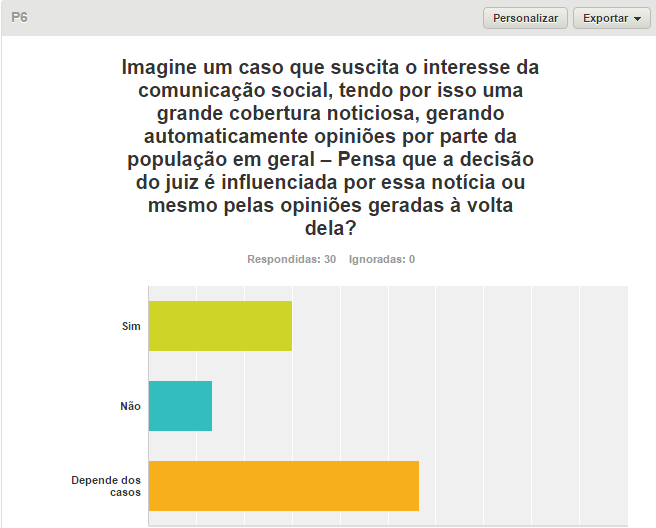 P6
Personalizar
Exportar
Imagine um caso que suscita o interesse da
comunicação social, tendo por isso uma
grande cobertura noticiosa, gerando
automaticamente opiniões por parte da
população em geral – Pensa que a decisão
do juiz é influenciada por essa notícia ou
mesmo pelas opiniões geradas à volta
dela?
Respondidas: 30 Ignoradas: 0
Sim
Não
Depende dos
casos